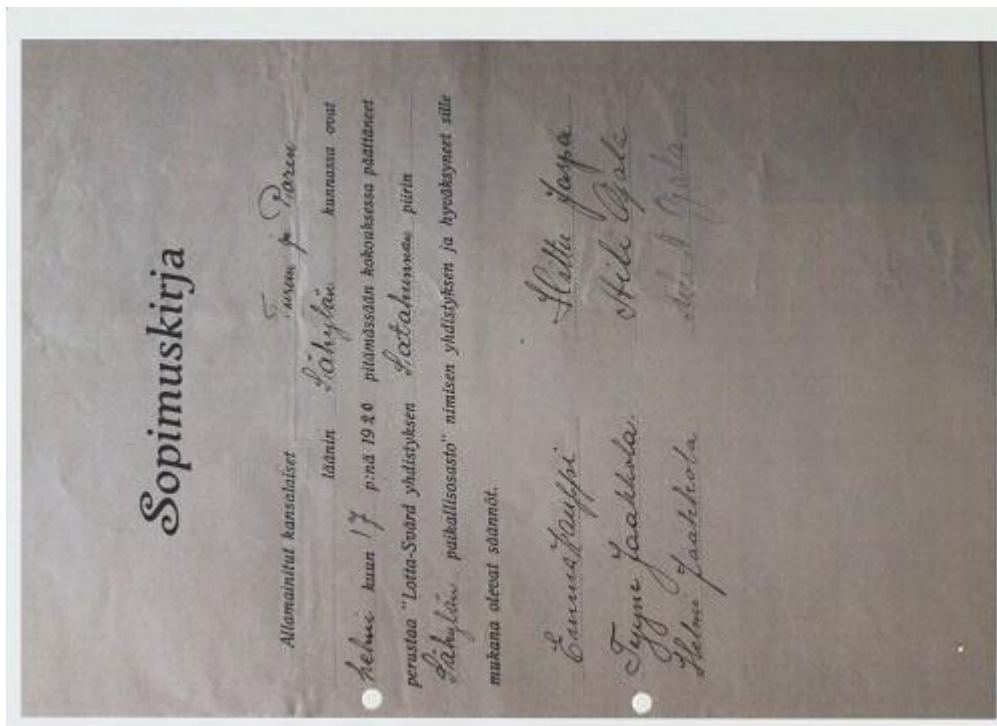 Sopimuskirja
Allamainitut kansalaiset Turun ja Porin
läänin Säkylän kunnassa ovat
helmi kuun 17 p:nä 1920 pitämässään kokouksessa päättäneet
perustaa "Lotta-Svärd yhdistyksen Satakunnan piirin
Säkylän paikallisosasto" nimisen yhdistyksen ja hyväksyneet sille
mukana olevat säännöt.
Emma Kauppi
Tyyne Jaakkola
Helmi Jaakkola